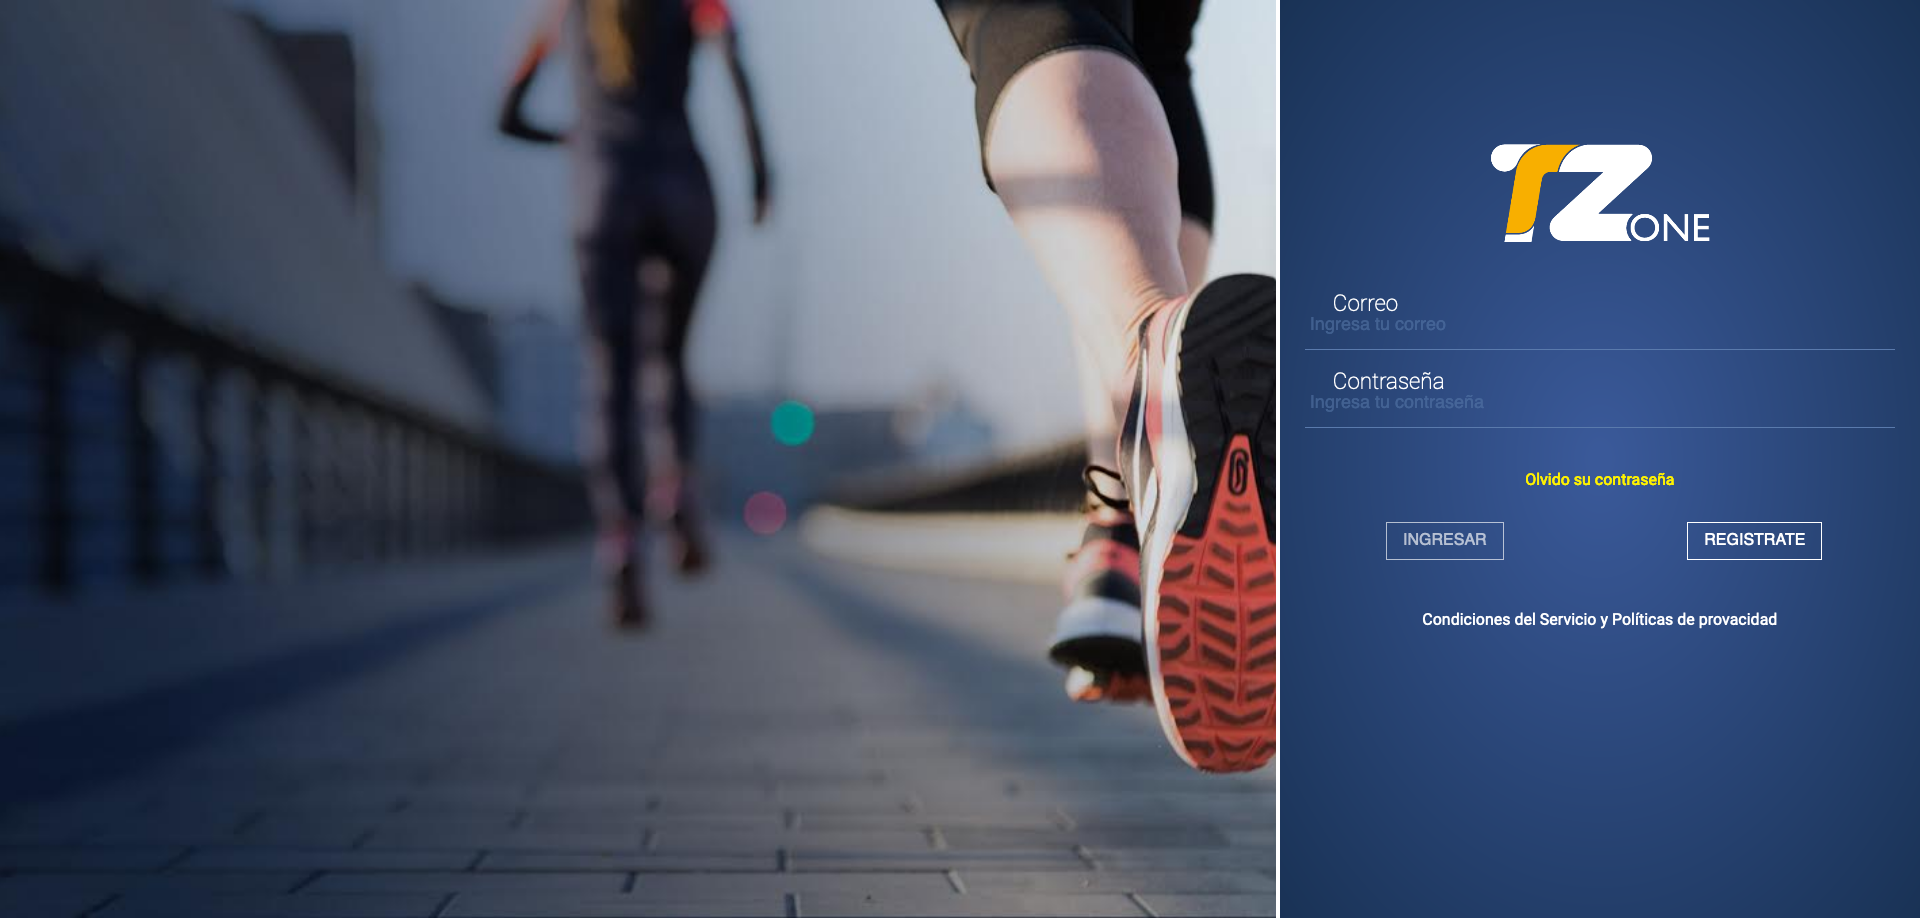 TZONE
Correo
Ingresa tu correo
Contraseña
Ingresa tu contraseña
Olvido su contraseña
INGRESAR
REGISTRATE
Condiciones del Servicio y Políticas de provacidad